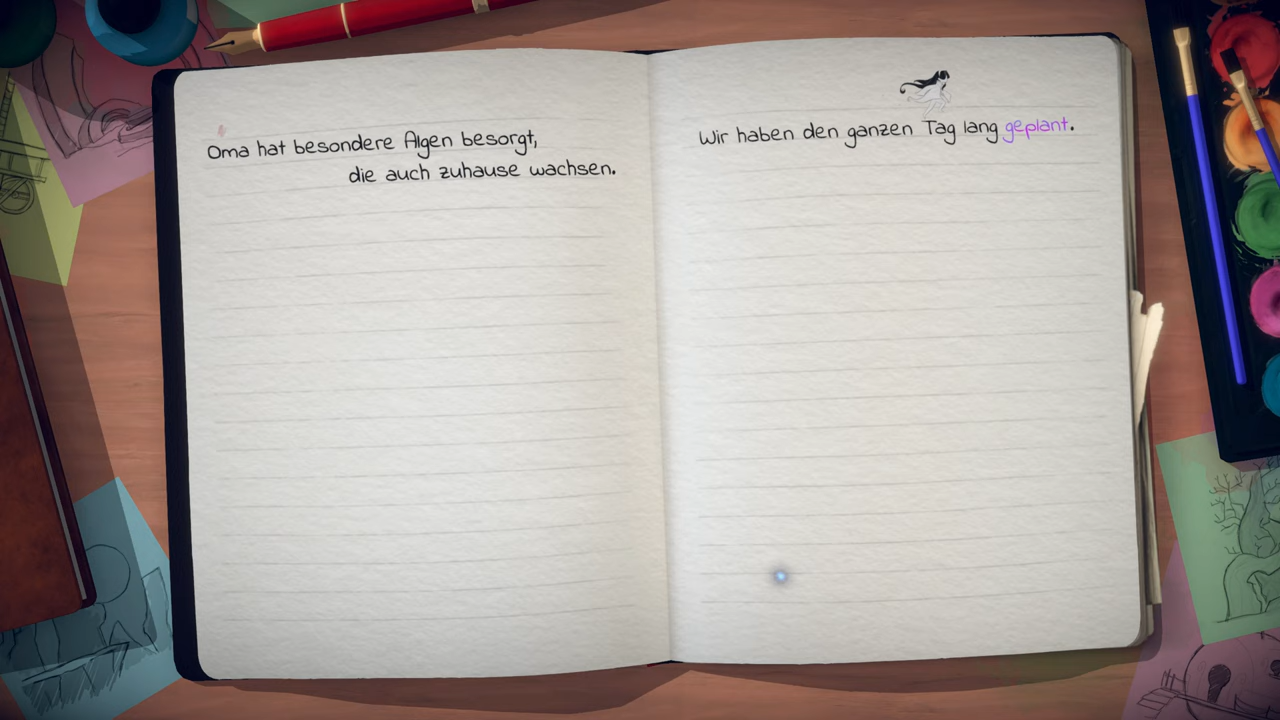 Oma hat besondere Algen besorgt,
die auch zuhause wachsen.
Wir haben den ganzen Tag lang geplant.